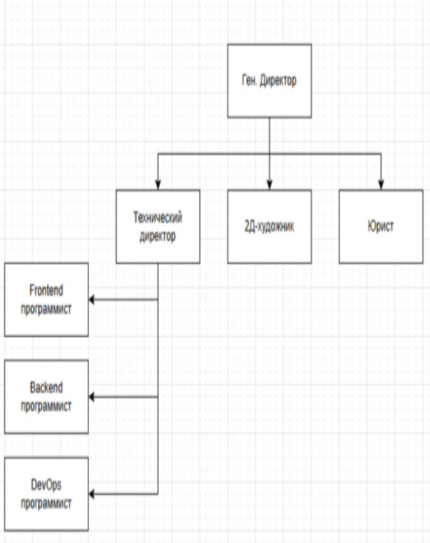 Ген. Директор
Технический
директор
2Д-художник
Юрист
Frontend
программист
Backend
программист
DevOps
программист